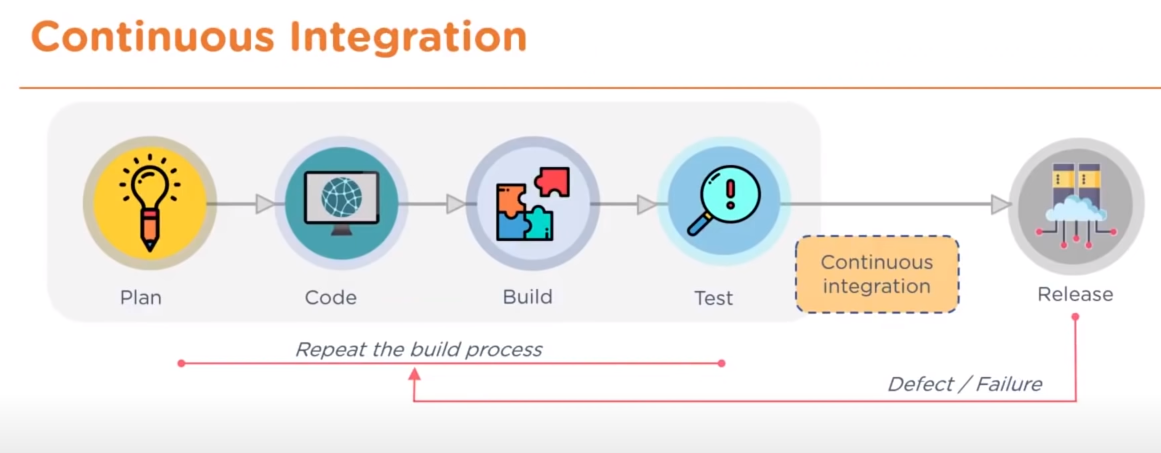 Continuous Integration
Plan
Code
Build
Test
Continuous
integration
Release
Repeat the build process
Defect / Failure